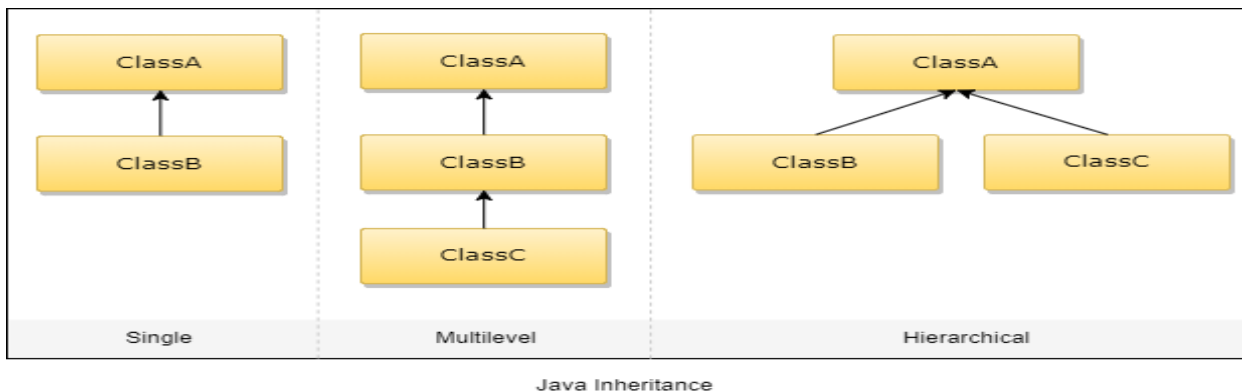 ClassA
ClassB
Single
ClassA
ClassB
ClassC
Multilevel
ClassA
ClassB
ClassC
Hierarchical
Java Inheritance